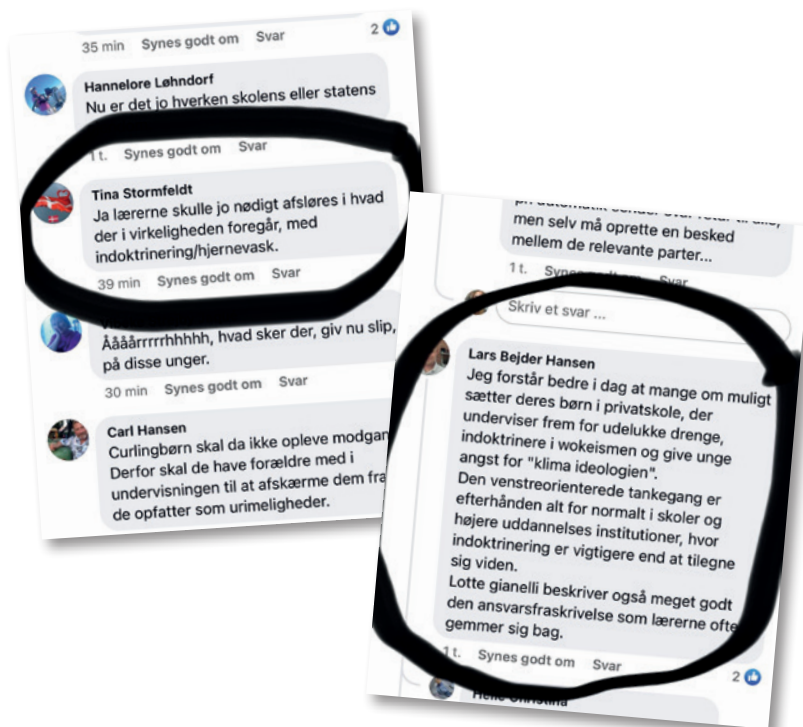 35 min Synes godt om Svar 2
Hannelore Løhndorf
Nu er det jo hverken skolens eller statens
1 t. Synes godt om Svar
Tina Stormfeldt
Ja lærerne skulle jo nødigt afsløres i hvad
der i virkeligheden foregår, med
indoktrinering/hjernevask.
39 min Synes godt om Svar
Åååårrrrrhhhhh, hvad sker der, giv nu slip,
på disse unger.
30 min Synes godt om Svar
Carl Hansen
Curlingbørn skal da ikke opleve modgan
Derfor skal de have forældre med i
undervisningen til at afskærme dem fra
de opfatter som urimeligheder.
men selv må oprette en besked
mellem de relevante parter...
1 t. Synes godt om Svar
Skriv et svar ...
Lars Bejder Hansen
Jeg forstår bedre i dag at mange om muligt
sætter deres børn i privatskole, der
underviser frem for udelukke drenge,
indoktrinere i wokeismen og give unge
angst for "klima ideologien".
Den venstreorienterede tankegang er
efterhånden alt for normalt i skoler og
højere uddannelses institutioner, hvor
indoktrinering er vigtigere end at tilegne
sig viden.
Lotte gianelli beskriver også meget godt
den ansvarsfraskrivelse som lærerne ofte
gemmer sig bag.
1 t. Synes godt om Svar
2
Helle Christina